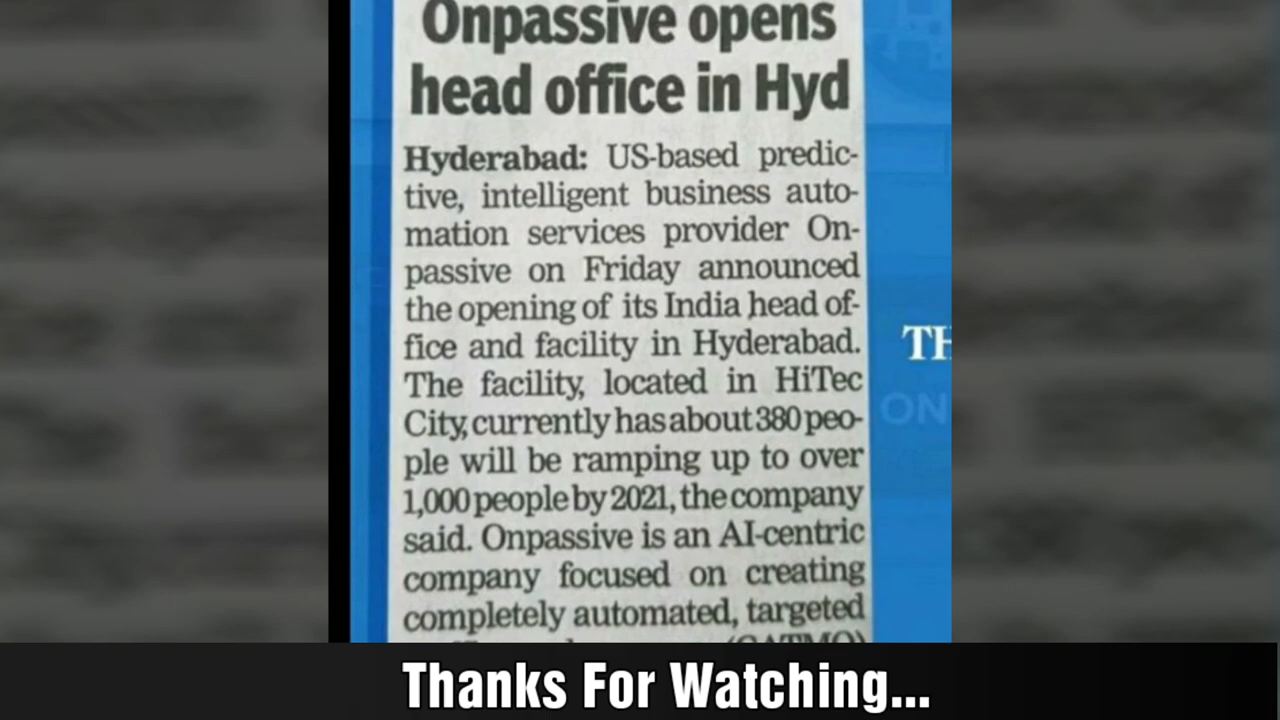 Onpassive opens
head office in Hyd
Hyderabad: US-based predic-
tive, intelligent business auto-
mation services provider On-
passive on Friday announced
the opening of its India head of-
fice and facility in Hyderabad.
The facility, located in HiTec
City, currently has about 380 peo-
ple will be ramping up to over
1,000 people by 2021, the company
said. Onpassive is an AI-centric
company focused on creating
completely automated, targeted
TH
ON
Thanks For Watching...